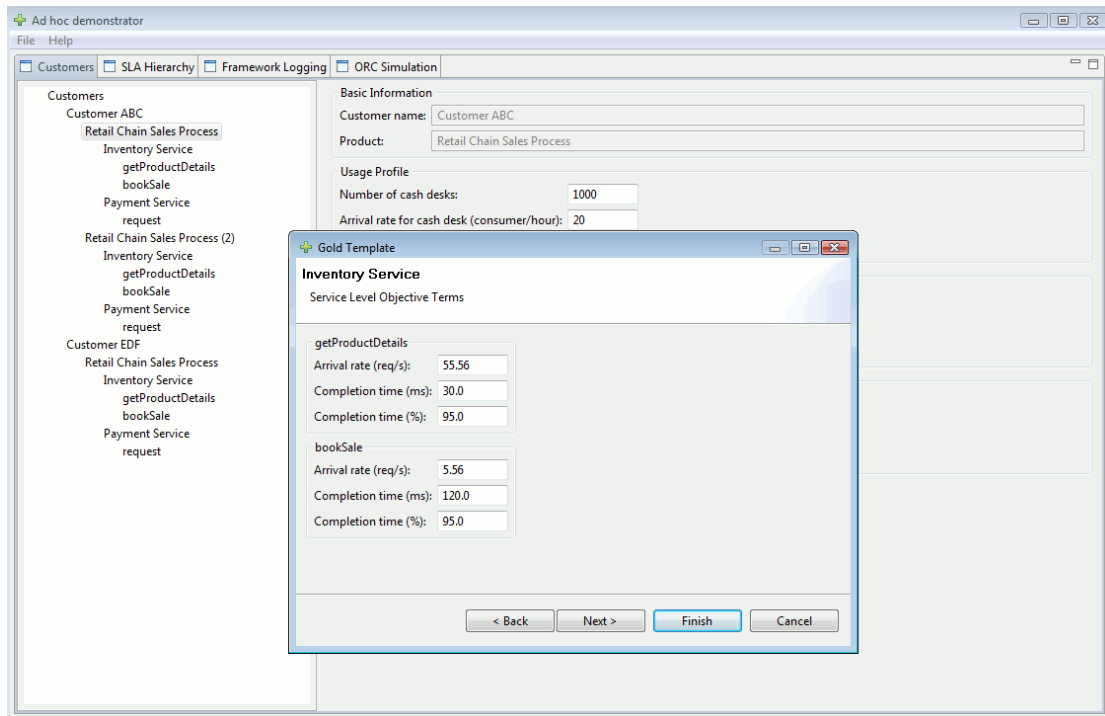 Ad hoc demonstrator
File Help
Customers SLA Hierarchy Framework Logging ORC Simulation
Customers
Customer ABC
Retail Chain Sales Process
Inventory Service
getProductDetails
bookSale
Payment Service
request
Retail Chain Sales Process (2)
Inventory Service
getProductDetails
bookSale
Payment Service
request
Customer EDF
Retail Chain Sales Process
Inventory Service
getProductDetails
bookSale
Payment Service
request
Basic Information
Customer name: Customer ABC
Product: Retail Chain Sales Process
Usage Profile
Number of cash desks: 1000
Arrival rate for cash desk (consumer/hour): 20
Gold Template
Inventory Service
Service Level Objective Terms
getProductDetails
Arrival rate (req/s): 55.56
Completion time (ms): 30.0
Completion time (%): 95.0
bookSale
Arrival rate (req/s): 5.56
Completion time (ms): 120.0
Completion time (%): 95.0
< Back Next > Finish Cancel